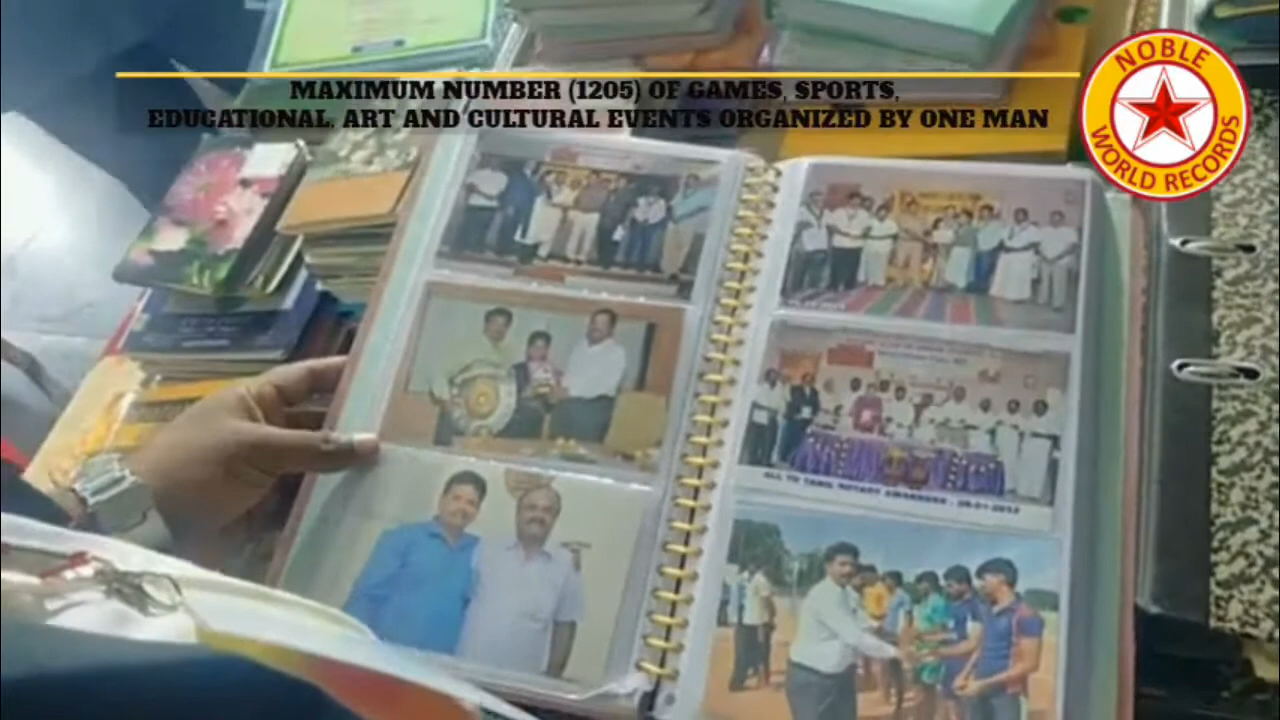 MAXIMUM NUMBER (1205) OF GAMES, SPORTS,
EDUCATIONAL, ART AND CULTURAL EVENTS ORGANIZED BY ONE MAN
NOBLE
WORLD RECORDS